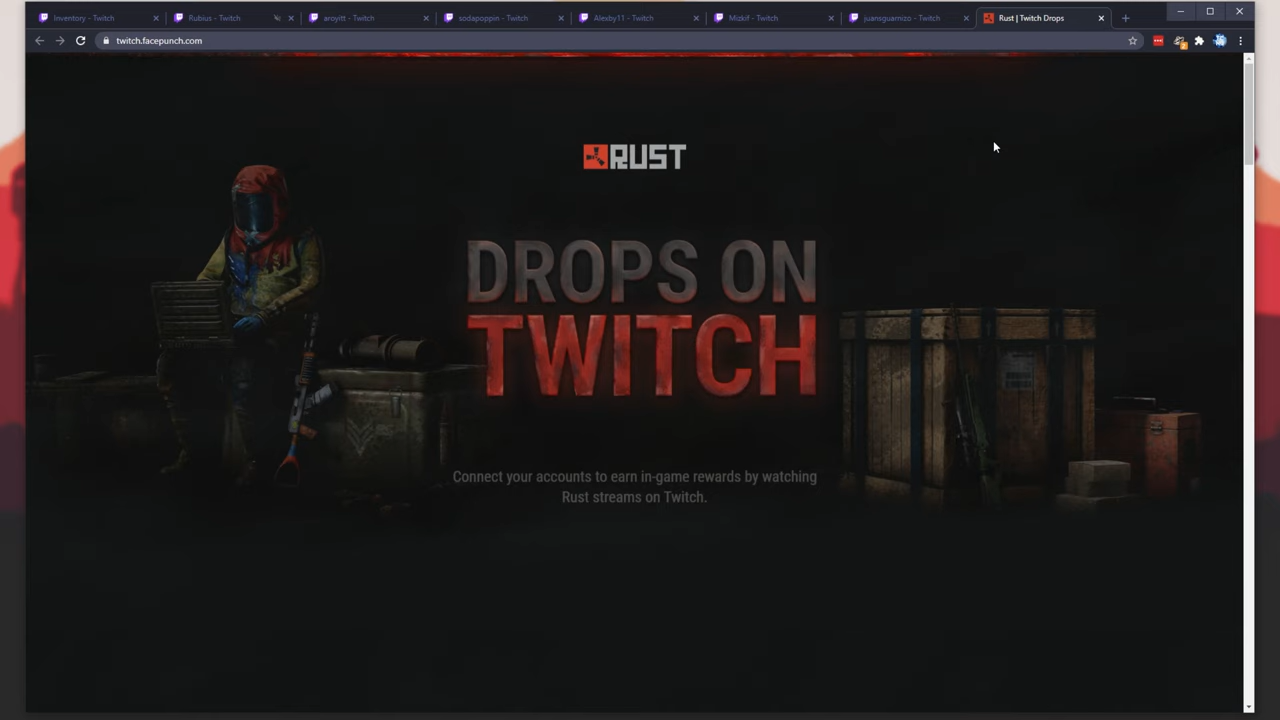 Inventory - Twitch
Rubius - Twitch
aroyitt - Twitch
sodapoppin - Twitch
Alexby11 - Twitch
Mizkif - Twitch
juansguarnizo - Twitch
Rust | Twitch Drops
twitch.facepunch.com
RUST
DROPS ON
TWITCH
Connect your accounts to earn in-game rewards by watching
Rust streams on Twitch.